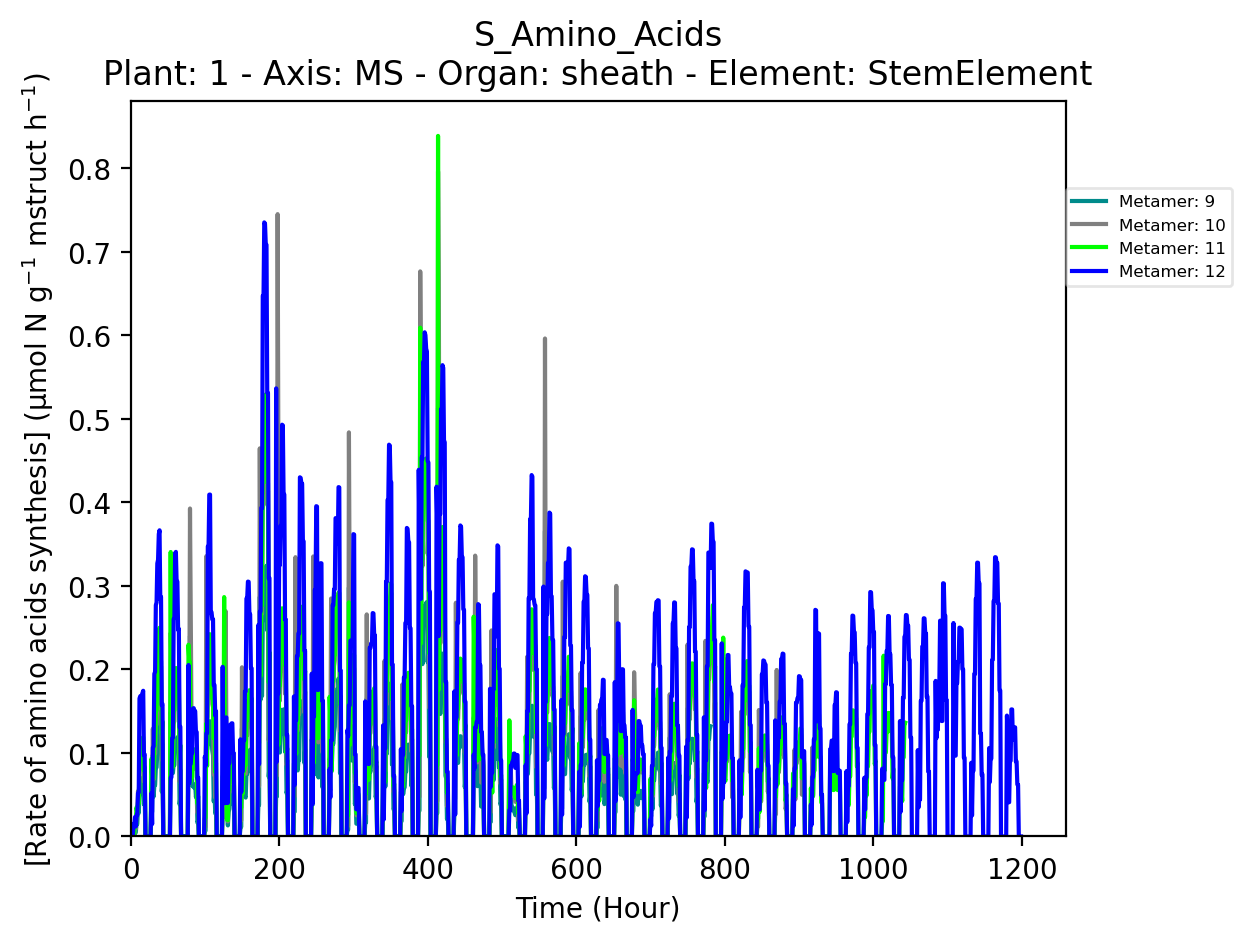 S_Amino_Acids
Plant: 1 - Axis: MS - Organ: sheath - Element: StemElement
[Rate of amino acids synthesis] (µmol N g⁻¹ mstruct h⁻¹)
0.8
0.7
0.6
0.5
0.4
0.3
0.2
0.1
0.0
0 200 400 600 800 1000 1200
Time (Hour)
Metamer: 9
Metamer: 10
Metamer: 11
Metamer: 12